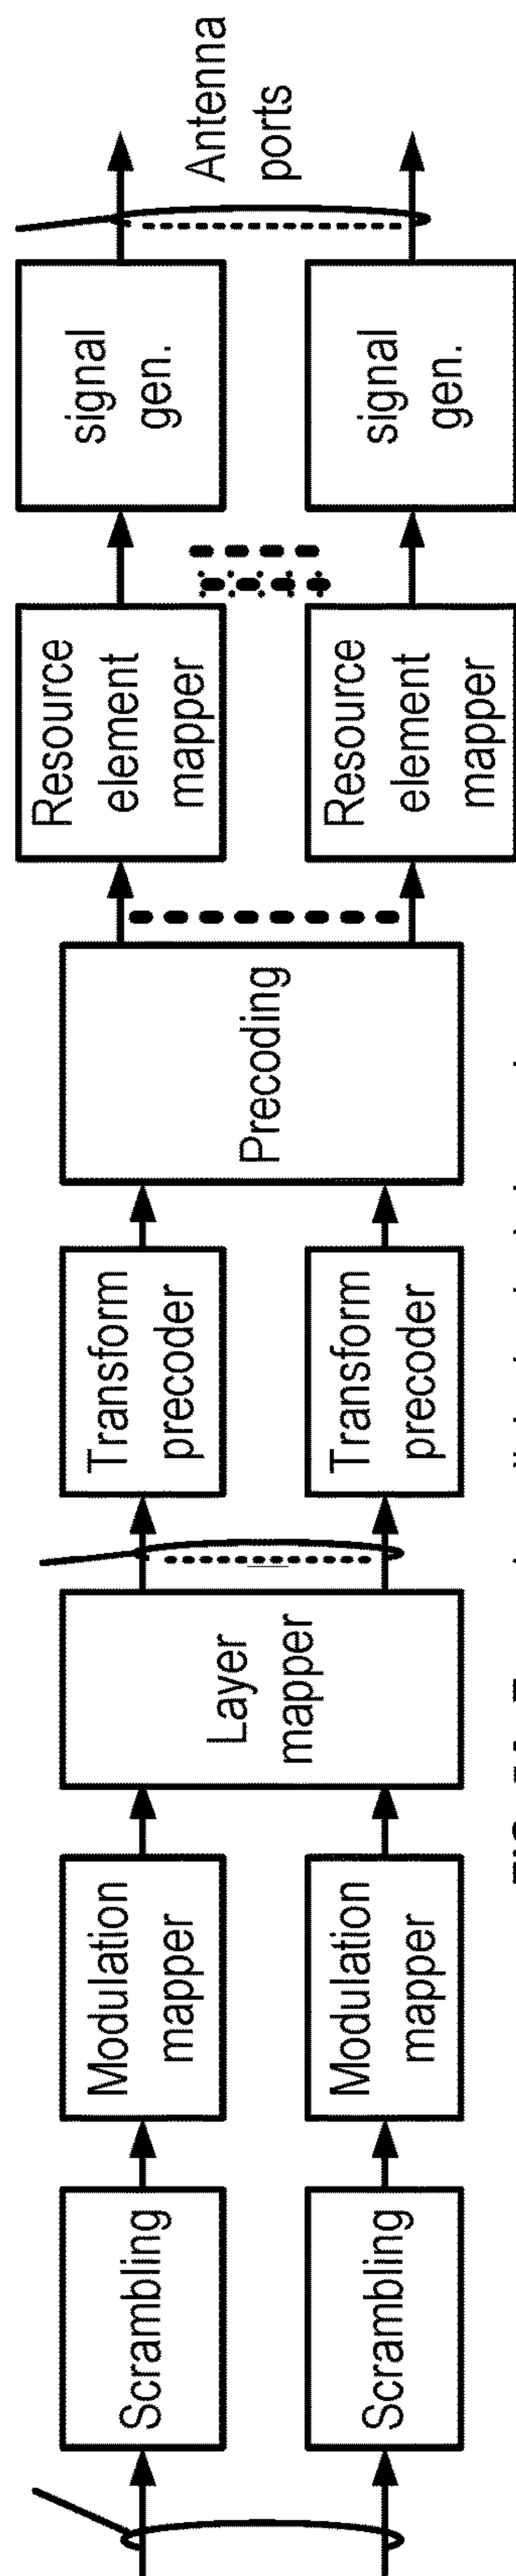 Scrambling
Modulation
mapper
Layer
mapper
Transform
precoder
Precoding
Resource
element
mapper
signal
gen.
Antenna
ports
Scrambling
Modulation
mapper
Transform
precoder
Resource
element
mapper
signal
gen.